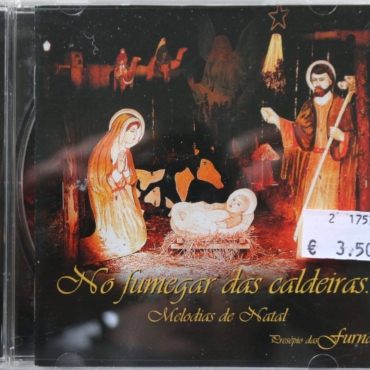 2 175
€ 3.50
No fumegar das caldeiras.
Melodias de Natal
Presépio das Furna